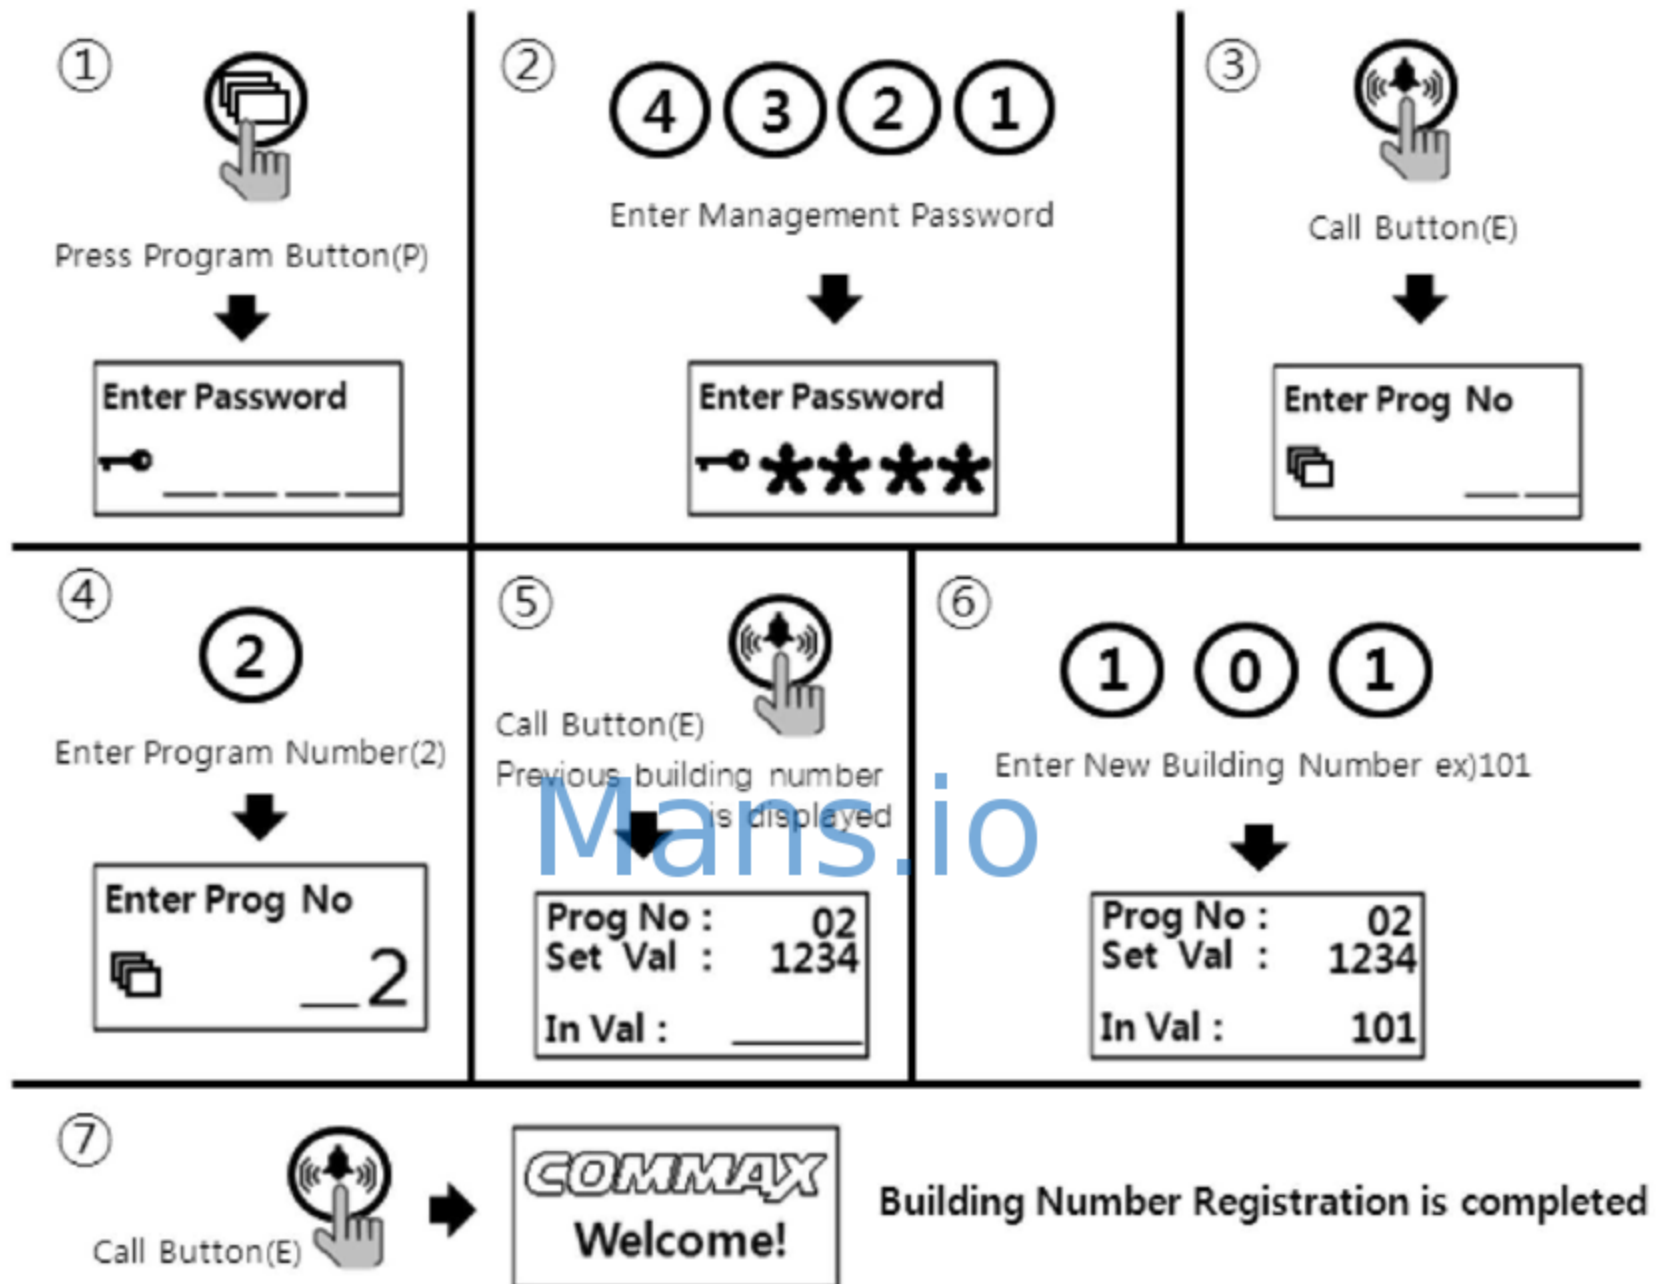 ①
Press Program Button(P)
Enter Password
②
4 3 2 1
Enter Management Password
Enter Password
③
Call Button(E)
Enter Prog No
④
2
Enter Program Number(2)
Enter Prog No
_2
⑤
Call Button(E)
Previous building number
is displayed
Prog No : 02
Set Val : 1234
In Val :
⑥
1 0 1
Enter New Building Number ex)101
Prog No : 02
Set Val : 1234
In Val : 101
Mans.io
⑦
Call Button(E)
COMMAX
Welcome!
Building Number Registration is completed